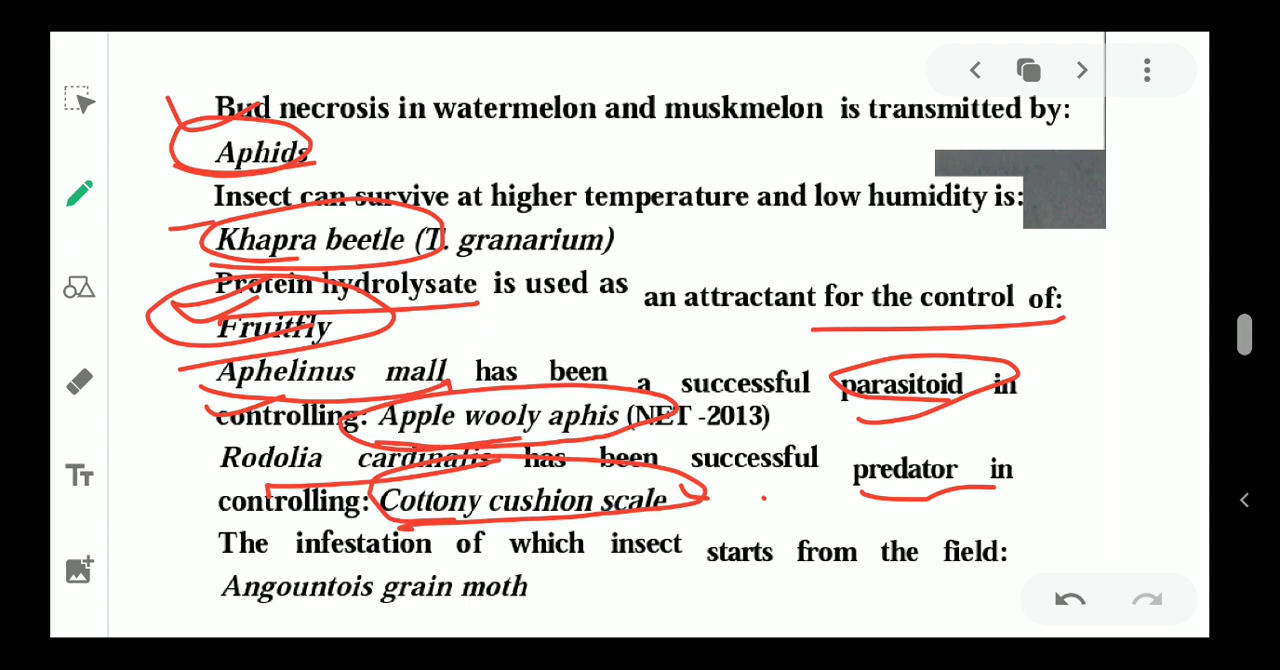 Bud necrosis in watermelon and muskmelon is transmitted by:
Aphids
Insect can survive at higher temperature and low humidity is:
Khapra beetle (T. granarium)
Protein hydrolysate is used as an attractant for the control of:
Fruitfly
Aphelinus mall has been a successful parasitoid in
controlling: Apple wooly aphis (NET -2013)
Rodolia cardinalis has been successful predator in
controlling: Cottony cushion scale
The infestation of which insect starts from the field:
Angountois grain moth
Tt